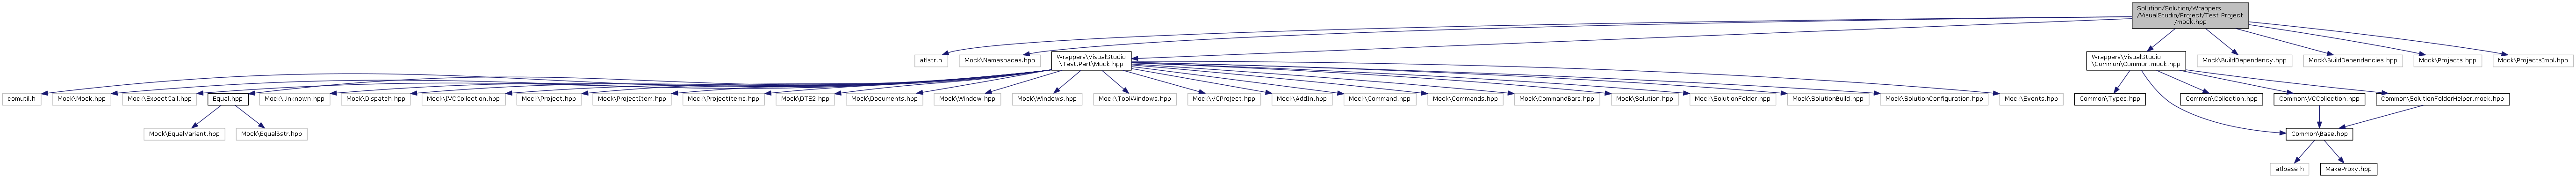 Solution/Solution/Wrappers
/VisualStudio/Project/Test.Project
/mock.hpp
atlstr.h
Mock\Namespaces.hpp
Wrappers\VisualStudio
\Test.Part\Mock.hpp
Wrappers\VisualStudio
\Common\Common.mock.hpp
Mock\BuildDependency.hpp
Mock\BuildDependencies.hpp
Mock\Projects.hpp
Mock\ProjectsImpl.hpp
comutil.h
Mock\Mock.hpp
Mock\ExpectCall.hpp
Equal.hpp
Mock\Unknown.hpp
Mock\Dispatch.hpp
Mock\IVCCollection.hpp
Mock\Project.hpp
Mock\ProjectItem.hpp
Mock\ProjectItems.hpp
Mock\DTE2.hpp
Mock\Documents.hpp
Mock\Window.hpp
Mock\Windows.hpp
Mock\ToolWindows.hpp
Mock\VCProject.hpp
Mock\AddIn.hpp
Mock\Command.hpp
Mock\Commands.hpp
Mock\CommandBars.hpp
Mock\Solution.hpp
Mock\SolutionFolder.hpp
Mock\SolutionBuild.hpp
Mock\SolutionConfiguration.hpp
Mock\Events.hpp
Common\Types.hpp
Common\Collection.hpp
Common\VCCollection.hpp
Common\SolutionFolderHelper.mock.hpp
Mock\EqualVariant.hpp
Mock\EqualBstr.hpp
Common\Base.hpp
atlbase.h
MakeProxy.hpp